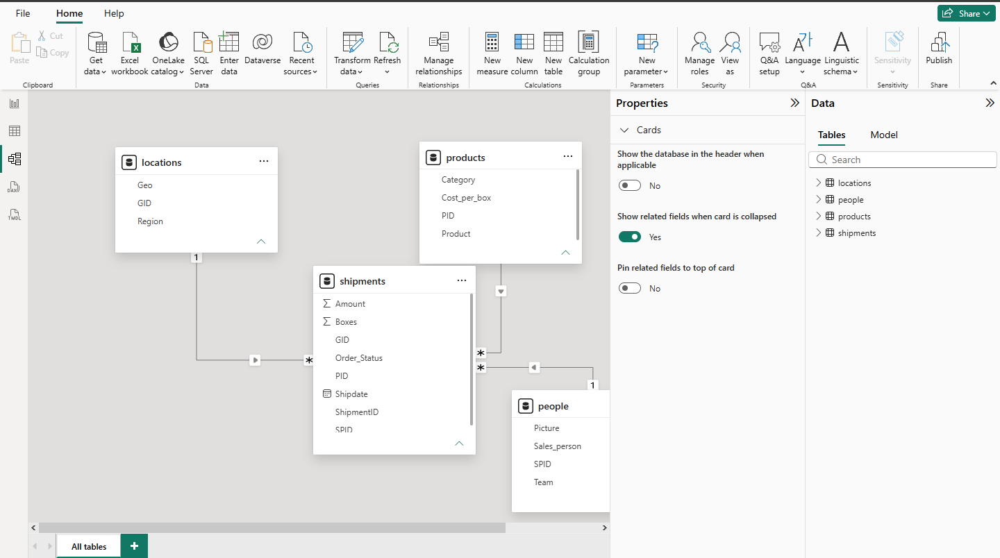 File
Home
Help
Share
Paste
Cut
Copy
Clipboard
Get
data
Excel
workbook
OneLake
catalog
SQL
Server
Enter
data
Dataverse
Recent
sources
Data
Transform
data
Refresh
Queries
Manage
relationships
Relationships
New
measure
New
column
New
table
Calculation
group
Calculations
New
parameter
Parameters
Manage
roles
View
as
Security
Q&A
setup
Language
Linguistic
schema
Q&A
Sensitivity
Sensitivity
Publish
Share
DAX
TMDL
locations
...
Geo
GID
Region
1
products
...
Category
Cost_per_box
PID
Product
shipments
...
Σ Amount
Σ Boxes
GID
Order_Status
PID
Shipdate
ShipmentID
SPID
*
*
*
1
people
Picture
Sales_person
SPID
Team
All tables
+
Properties
Cards
Show the database in the header when
applicable
No
Show related fields when card is collapsed
Yes
Pin related fields to top of card
No
Data
Tables
Model
Search
locations
people
products
shipments